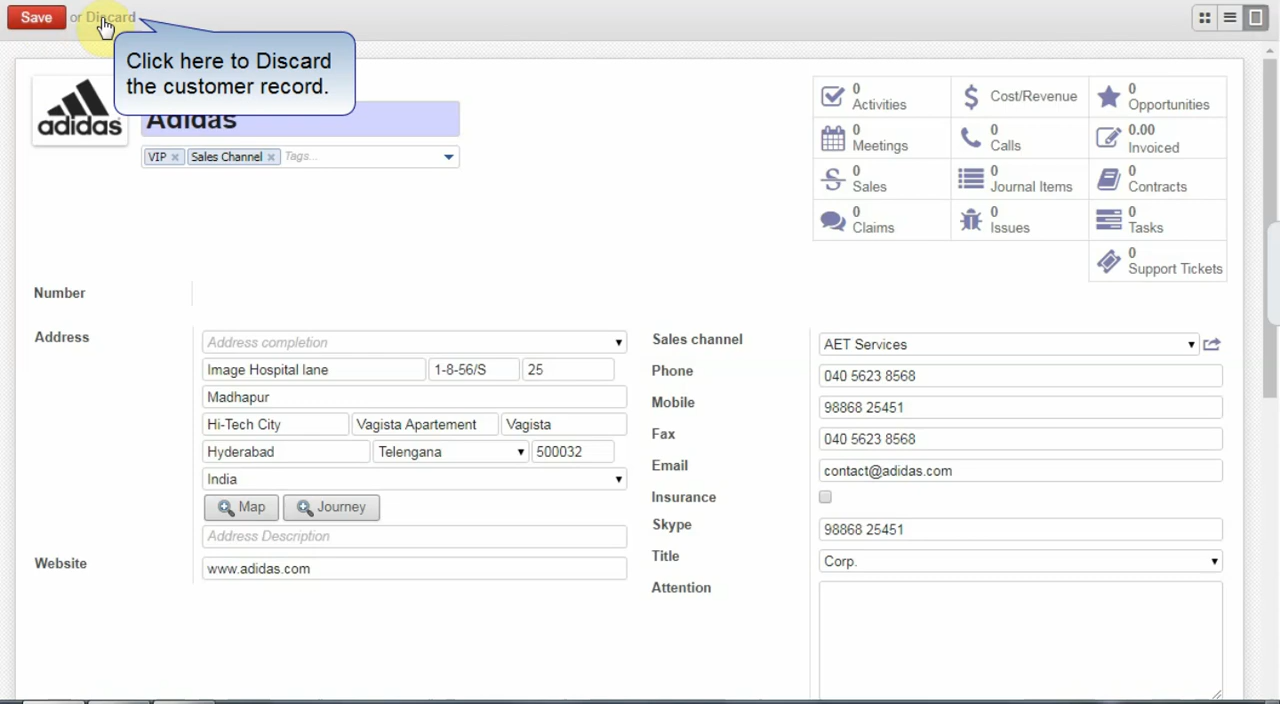 Save or Discard
Click here to Discard
the customer record.
adidas
Adidas
VIP × Sales Channel × Tags...
0
Activities
Cost/Revenue
0
Opportunities
0
Meetings
0
Calls
0.00
Invoiced
0
Sales
0
Journal Items
0
Contracts
0
Claims
0
Issues
0
Tasks
0
Support Tickets
Number
Address
Address completion
Image Hospital lane 1-8-56/S 25
Madhapur
Hi-Tech City Vagista Apartement Vagista
Hyderabad Telengana 500032
India
Map Journey
Address Description
Website www.adidas.com
Sales channel AET Services
Phone 040 5623 8568
Mobile 98868 25451
Fax 040 5623 8568
Email contact@adidas.com
Insurance
Skype 98868 25451
Title Corp.
Attention